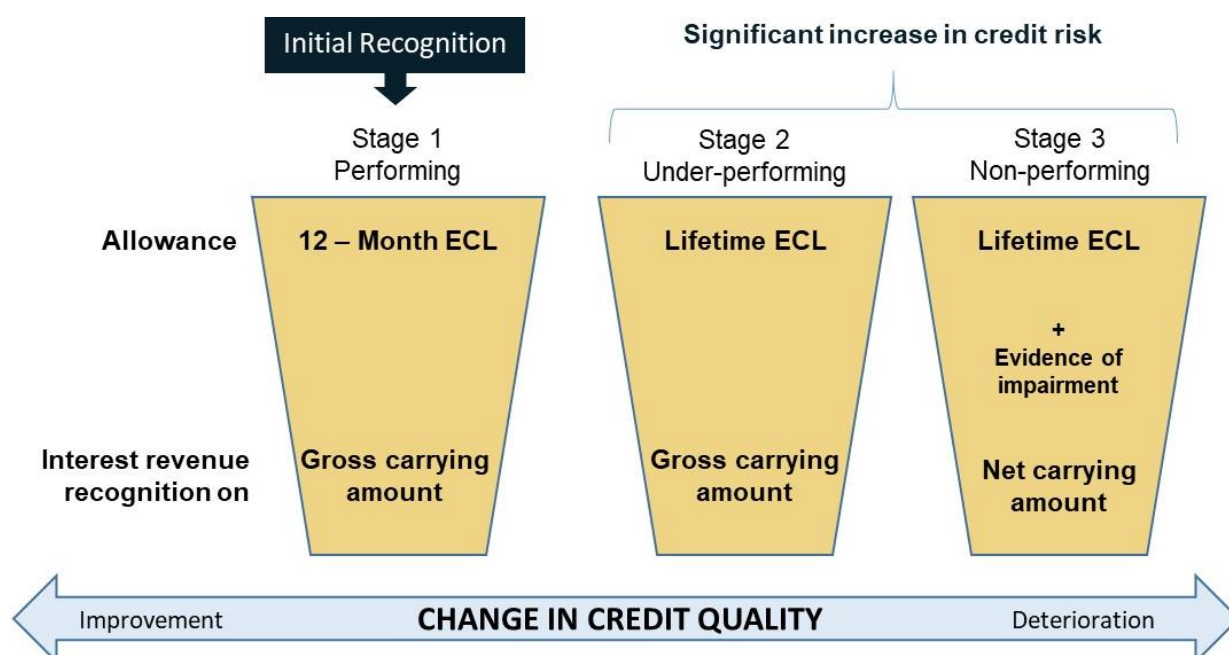 Initial Recognition
Significant increase in credit risk
Stage 1
Performing
Stage 2
Under-performing
Stage 3
Non-performing
Allowance
12 – Month ECL
Lifetime ECL
Lifetime ECL
+
Evidence of
impairment
Interest revenue
recognition on
Gross carrying
amount
Gross carrying
amount
Net carrying
amount
Improvement
CHANGE IN CREDIT QUALITY
Deterioration